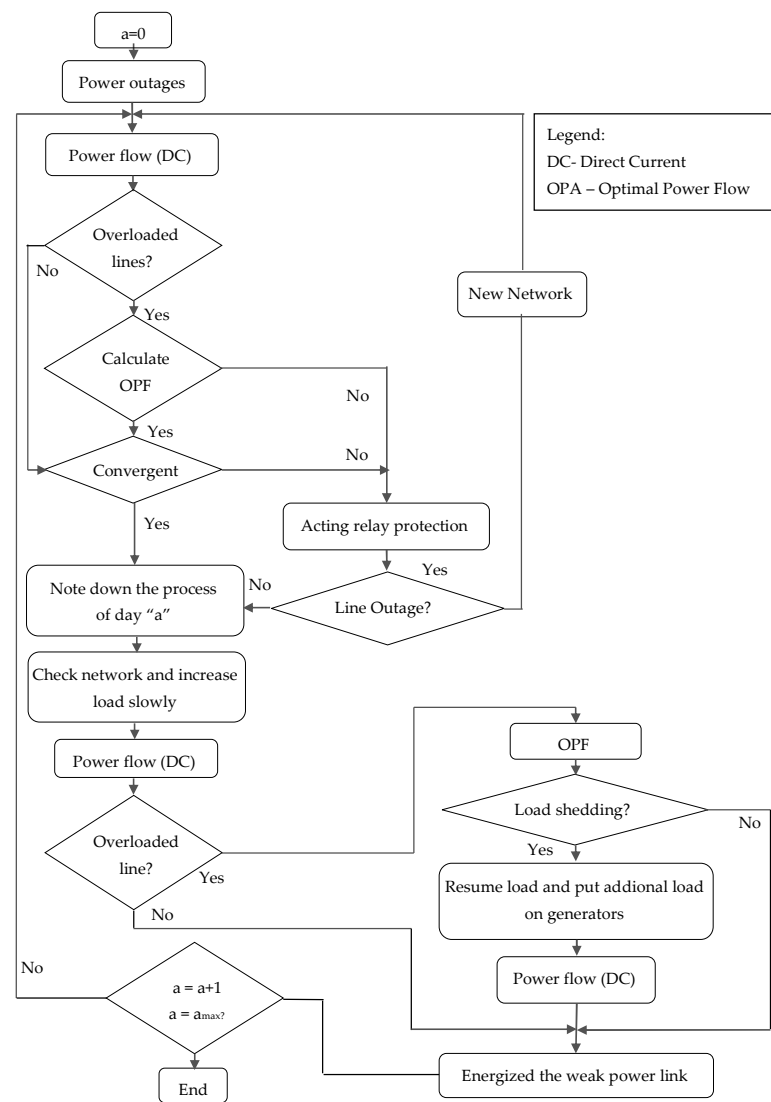 a=0
Power outages
Power flow (DC)
Legend:
DC- Direct Current
OPA – Optimal Power Flow
Overloaded
lines?
No
Yes
New Network
Calculate
OPF
No
Yes
Convergent
No
Yes
Acting relay protection
Yes
Note down the process
of day “a”
No
Line Outage?
Check network and increase
load slowly
Power flow (DC)
OPF
Overloaded
line?
Yes
No
Load shedding?
No
Yes
Resume load and put addional load
on generators
Power flow (DC)
No
a = a+1
a = amax?
Energized the weak power link
End